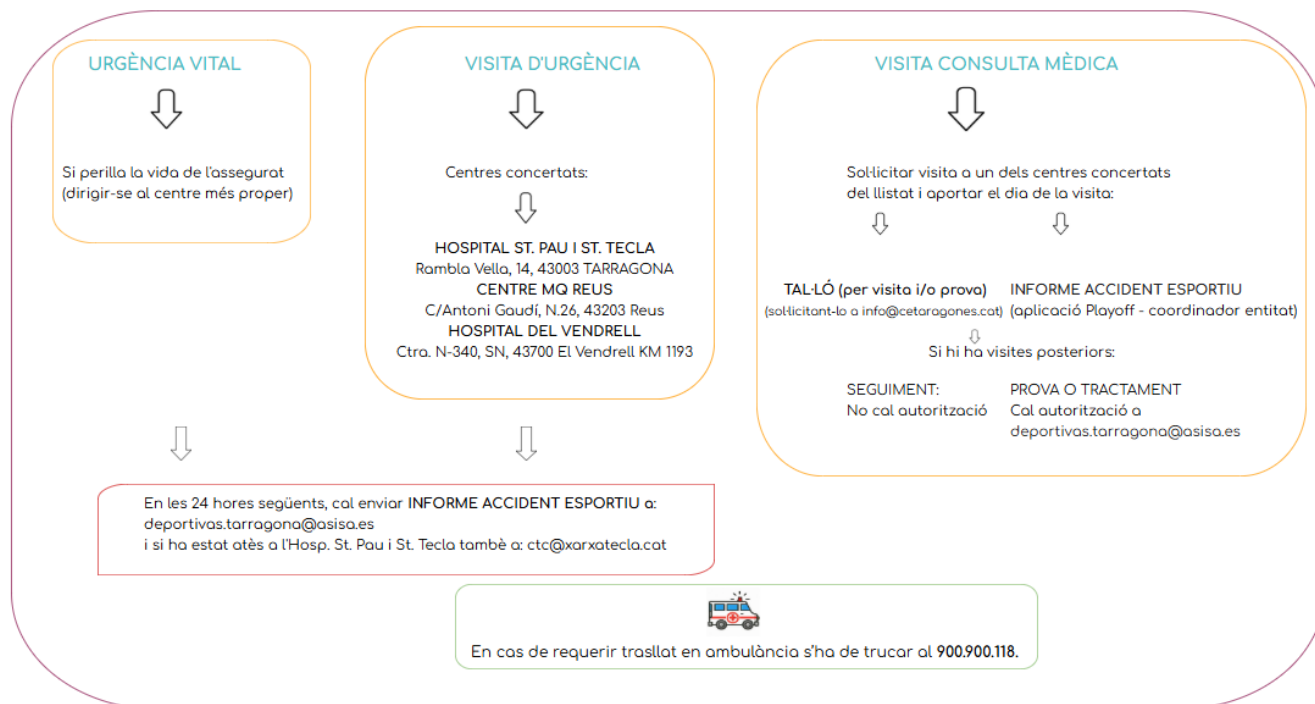 URGÈNCIA VITAL
Si perilla la vida de l'assegurat
(dirigir-se al centre més proper)
VISITA D'URGÈNCIA
Centres concertats:
HOSPITAL ST. PAU I ST. TECLA
Rambla Vella, 14, 43003 TARRAGONA
CENTRE MQ REUS
C/Antoni Gaudí, N.26, 43203 Reus
HOSPITAL DEL VENDRELL
Ctra. N-340, SN, 43700 El Vendrell KM 1193
VISITA CONSULTA MÈDICA
Sol·licitar visita a un dels centres concertats
del llistat i aportar el dia de la visita:
TAL·LÓ (per visita i/o prova)
(sol·licitant-lo a info@cetaragones.cat)
INFORME ACCIDENT ESPORTIU
(aplicació Playoff - coordinador entitat)
Si hi ha visites posteriors:
SEGUIMENT:
No cal autorització
PROVA O TRACTAMENT
Cal autorització a
deportivas.tarragona@asisa.es
En les 24 hores següents, cal enviar INFORME ACCIDENT ESPORTIU a:
deportivas.tarragona@asisa.es
i si ha estat atès a l'Hosp. St. Pau i St. Tecla tambè a: ctc@xarxatecla.cat
En cas de requerir trasllat en ambulància s'ha de trucar al 900.900.118.